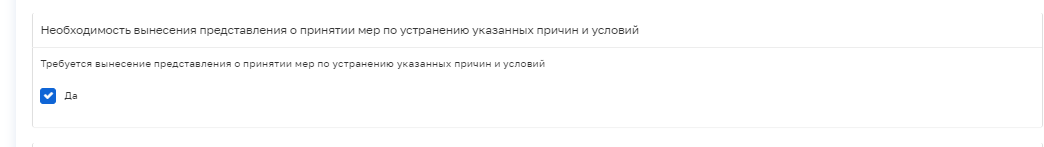 Необходимость вынесения представления о принятии мер по устранению указанных причин и условий
Требуется вынесение представления о принятии мер по устранению указанных причин и условий
Да